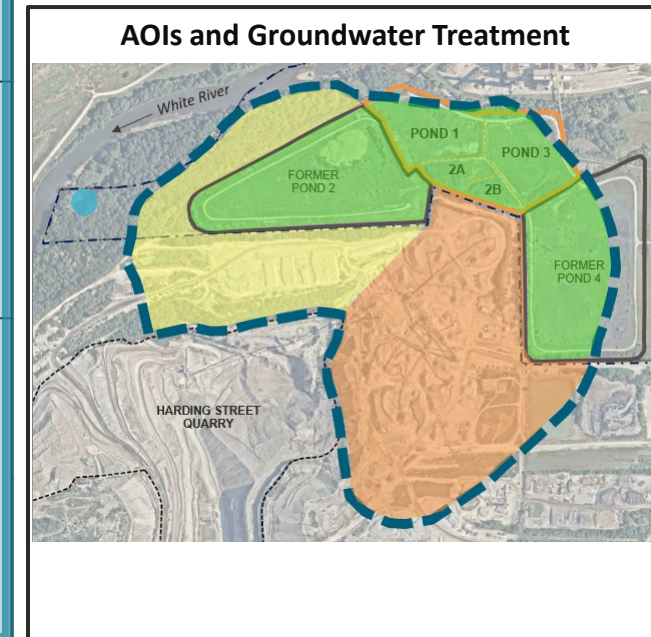 AOIs and Groundwater Treatment
White River
POND 1
POND 3
2A
2B
FORMER
POND 2
FORMER
POND 4
HARDING STREET
QUARRY